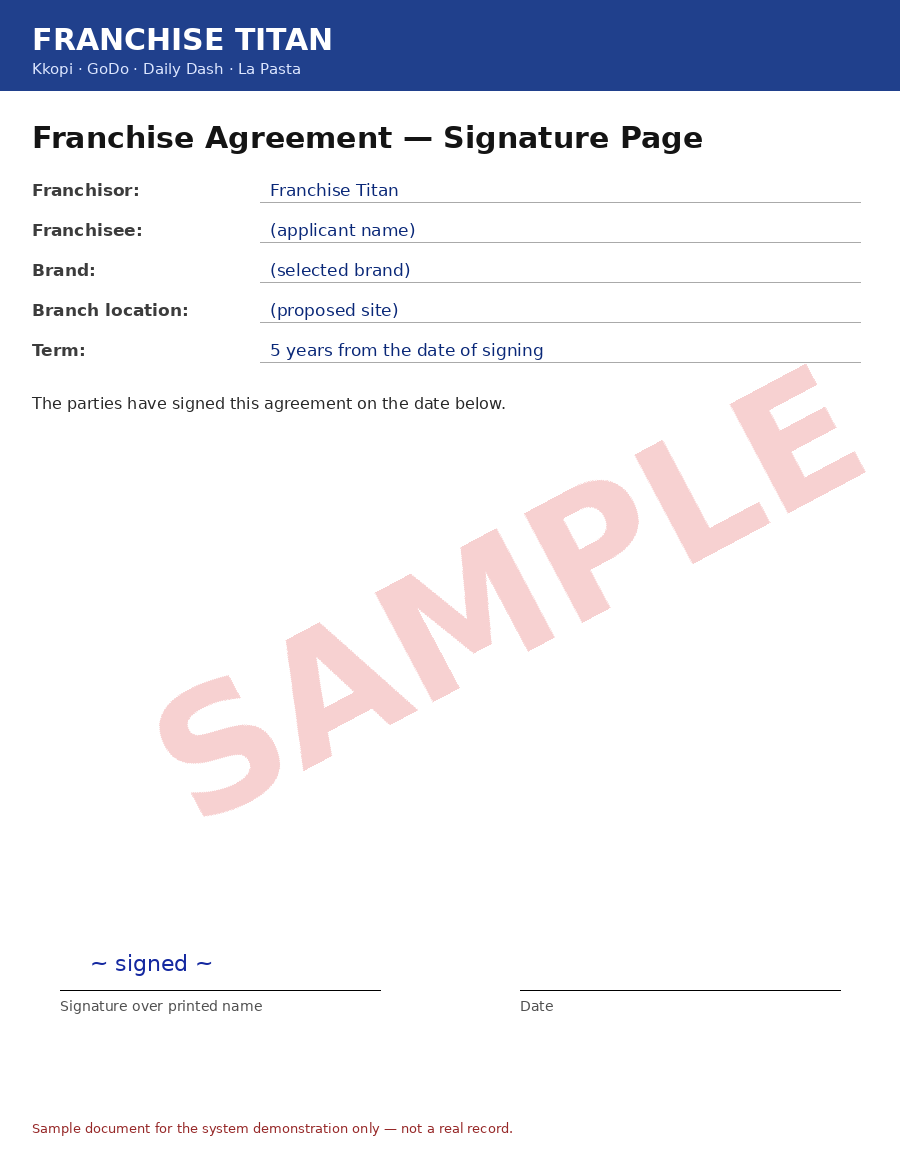 FRANCHISE TITAN
Kkopi · GoDo · Daily Dash · La Pasta
Franchise Agreement — Signature Page
Franchisor: Franchise Titan
Franchisee: (applicant name)
Brand: (selected brand)
Branch location: (proposed site)
Term: 5 years from the date of signing
The parties have signed this agreement on the date below.
SAMPLE
~ signed ~
Signature over printed name Date
Sample document for the system demonstration only — not a real record.